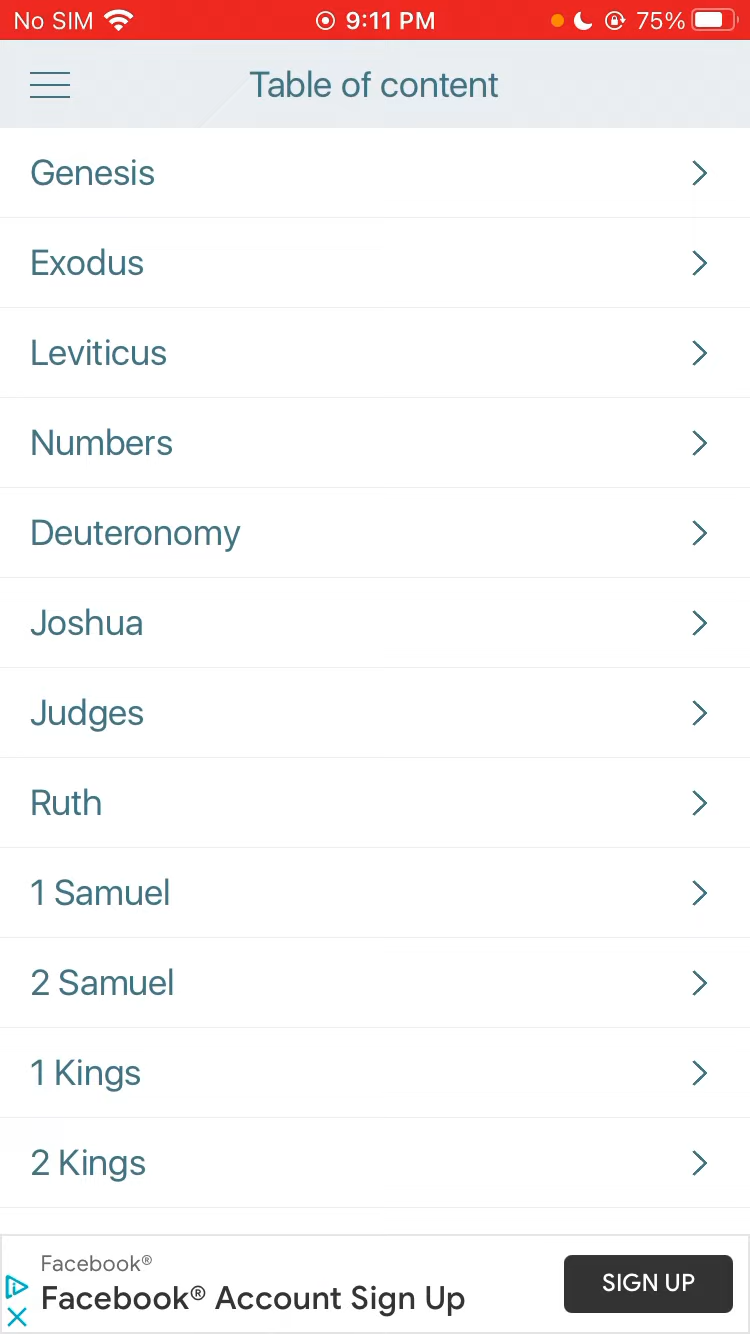 No SIM 9:11 PM 75%
Table of content
Genesis
Exodus
Leviticus
Numbers
Deuteronomy
Joshua
Judges
Ruth
1 Samuel
2 Samuel
1 Kings
2 Kings
Facebook®
Facebook® Account Sign Up
SIGN UP